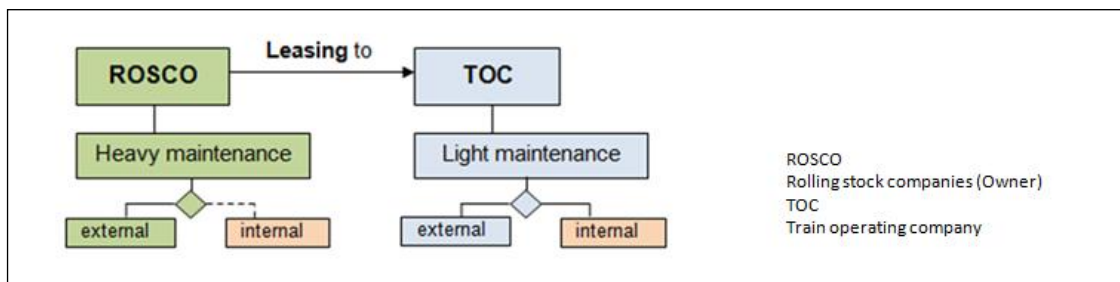 Leasing to
ROSCO
TOC
Heavy maintenance
Light maintenance
external
internal
external
internal
ROSCO
Rolling stock companies (Owner)
TOC
Train operating company